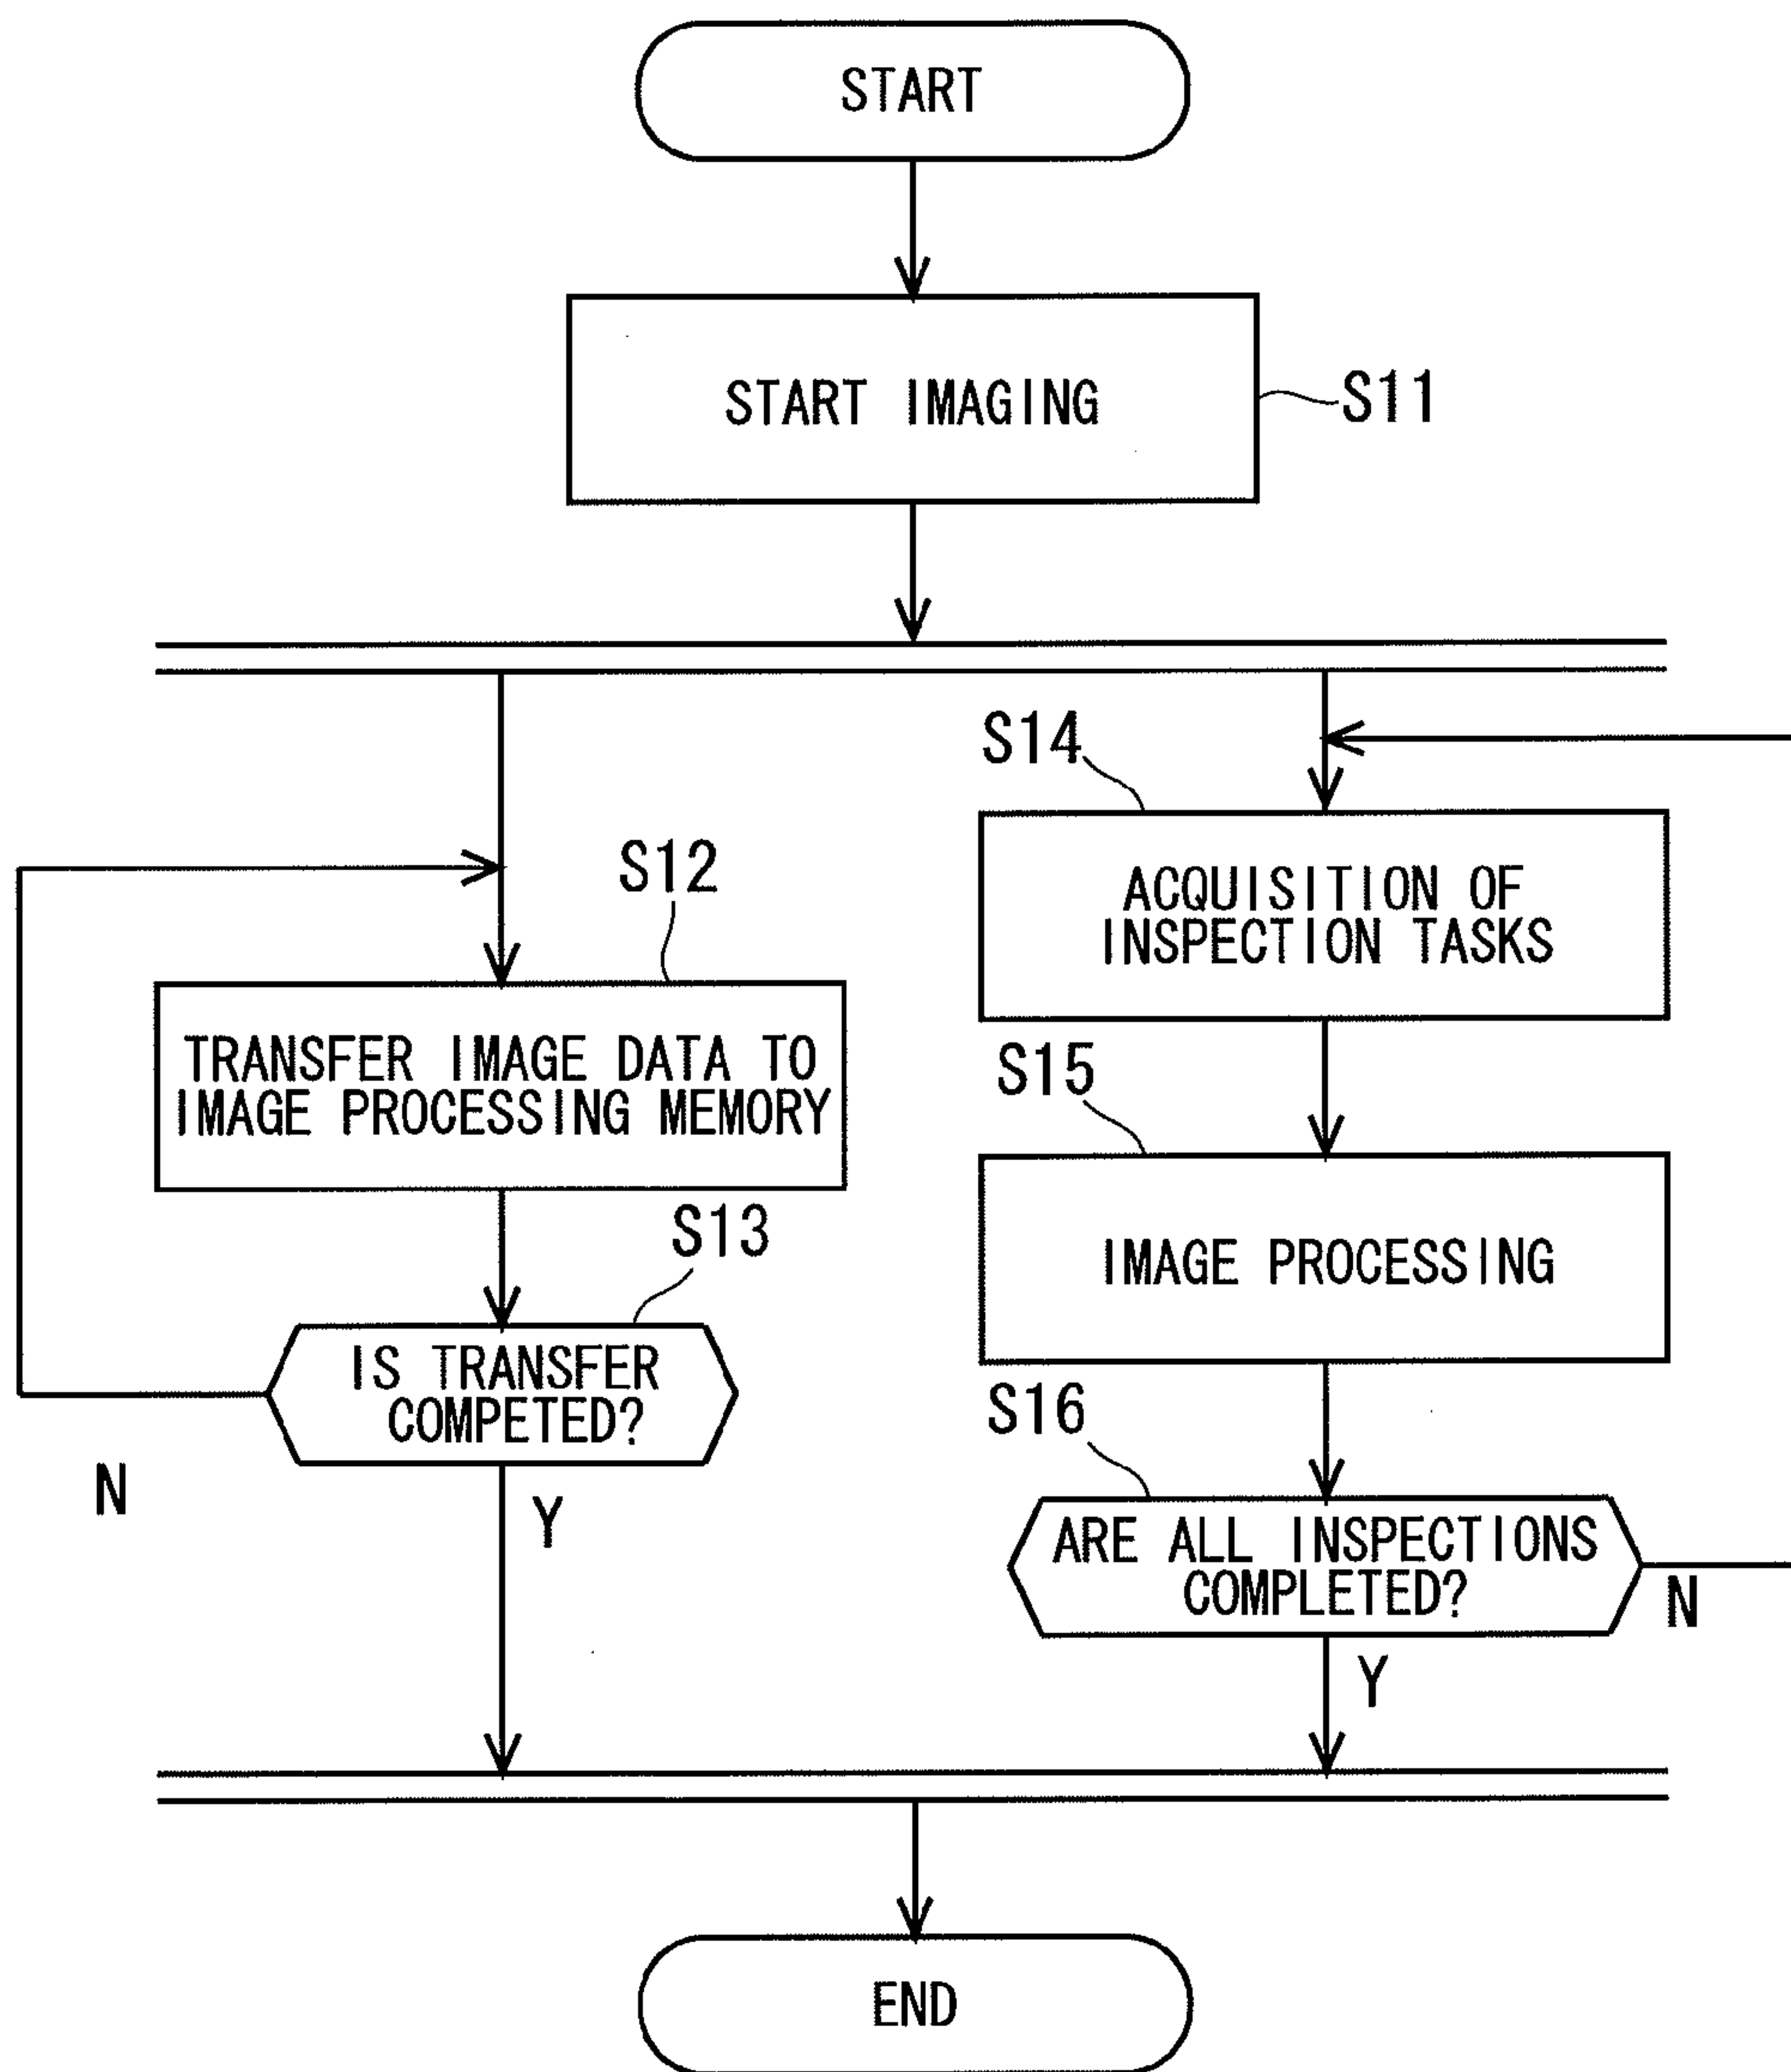 START
START IMAGING
S11
S12
TRANSFER IMAGE DATA TO
IMAGE PROCESSING MEMORY
S13
IS TRANSFER
COMPETED?
N
Y
S14
ACQUISITION OF
INSPECTION TASKS
S15
IMAGE PROCESSING
S16
ARE ALL INSPECTIONS
COMPLETED?
N
Y
END